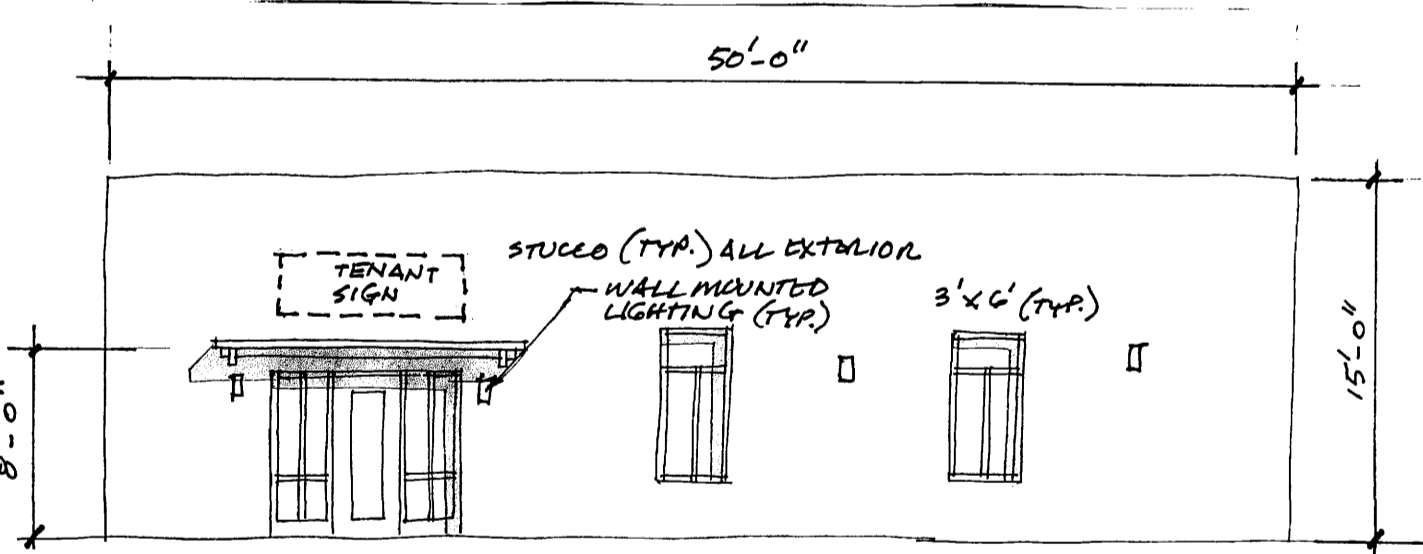 50'-0"
TENANT
SIGN
STUCCO (TYP.) ALL EXTERIOR
WALL MOUNTED
LIGHTING (TYP.)
3'X6' (TYP.)
8'-0"
15'-0"